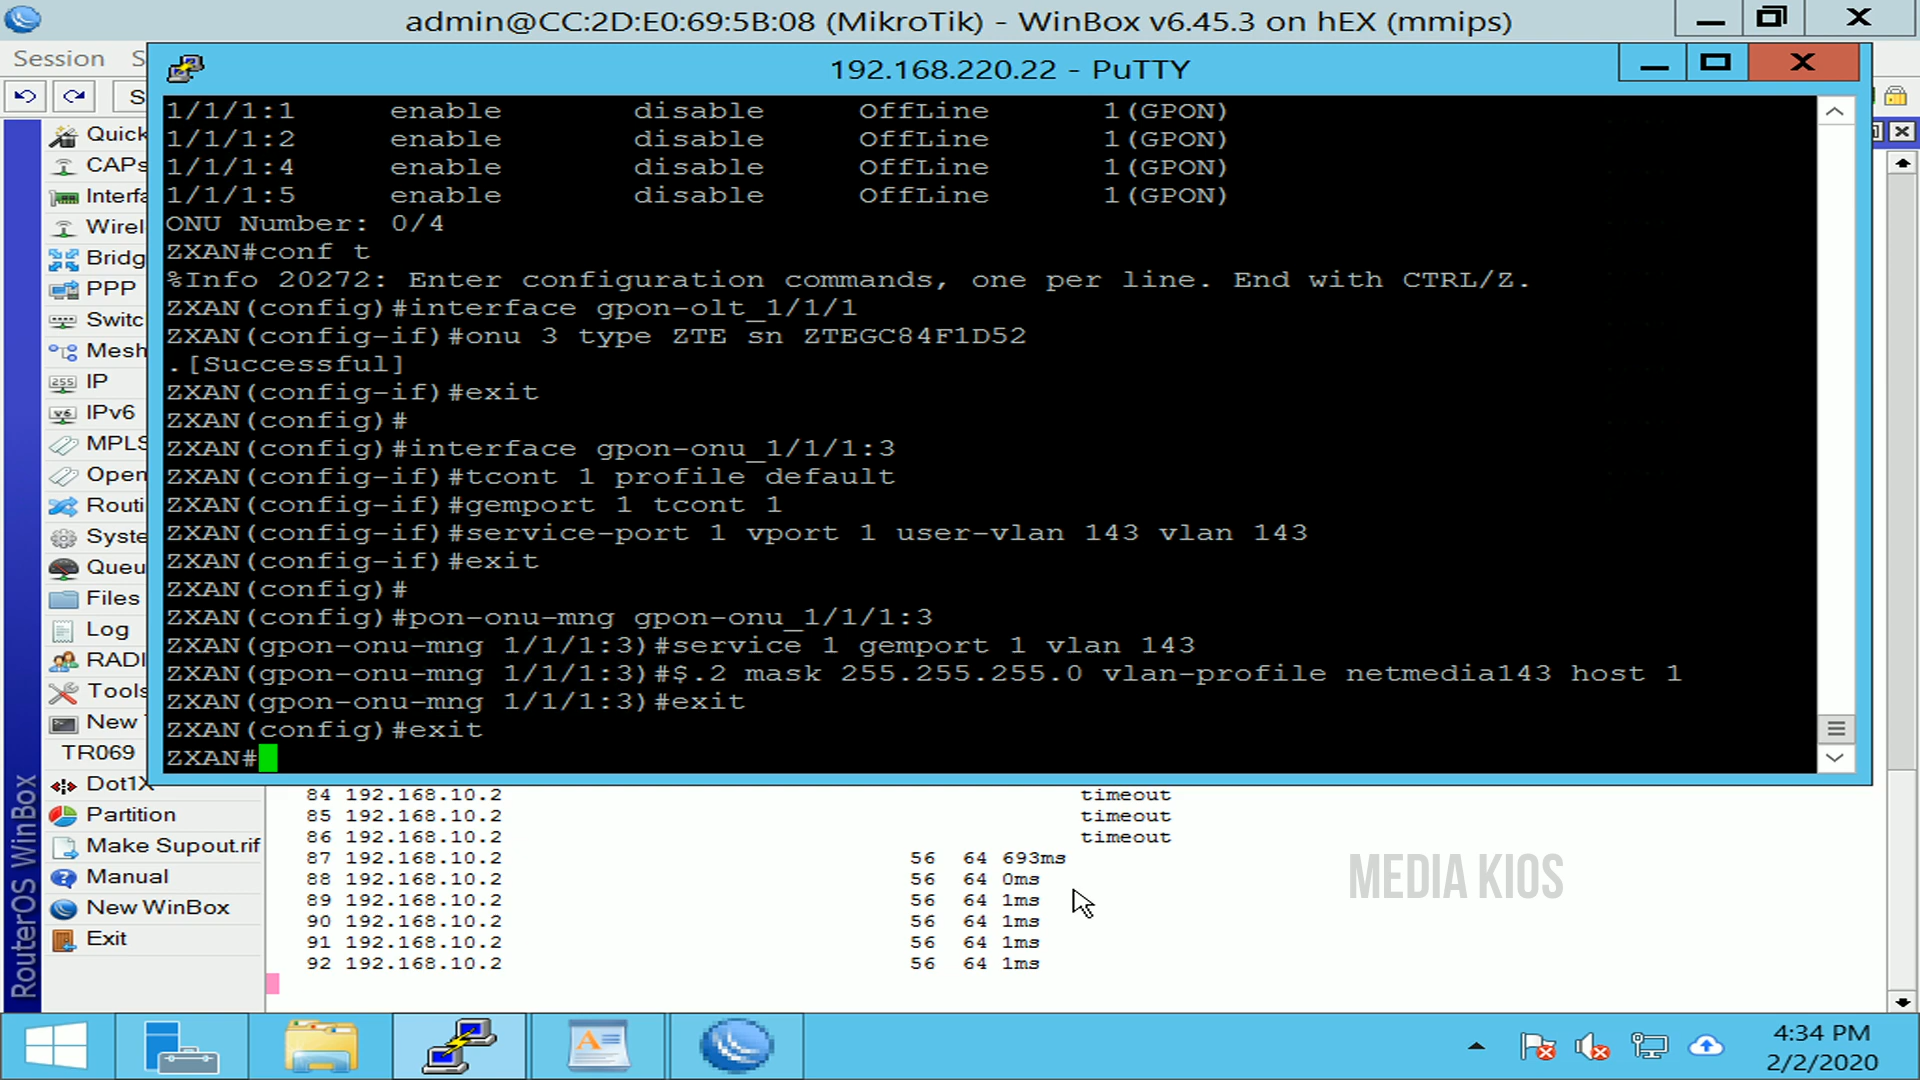 admin@CC:2D:E0:69:5B:08 (MikroTik) - WinBox v6.45.3 on hEX (mmips)
Session S
192.168.220.22 - PuTTY
S
1/1/1:1 enable disable OffLine 1(GPON)
1/1/1:2 enable disable OffLine 1(GPON)
1/1/1:4 enable disable OffLine 1(GPON)
1/1/1:5 enable disable OffLine 1(GPON)
ONU Number: 0/4
ZXAN#conf t
%Info 20272: Enter configuration commands, one per line. End with CTRL/Z.
ZXAN(config)#interface gpon-olt_1/1/1
ZXAN(config-if)#onu 3 type ZTE sn ZTEGC84F1D52
.[Successful]
ZXAN(config-if)#exit
ZXAN(config)#
ZXAN(config)#interface gpon-onu_1/1/1:3
ZXAN(config-if)#tcont 1 profile default
ZXAN(config-if)#gemport 1 tcont 1
ZXAN(config-if)#service-port 1 vport 1 user-vlan 143 vlan 143
ZXAN(config-if)#exit
ZXAN(config)#
ZXAN(config)#pon-onu-mng gpon-onu_1/1/1:3
ZXAN(gpon-onu-mng 1/1/1:3)#service 1 gemport 1 vlan 143
ZXAN(gpon-onu-mng 1/1/1:3)#$.2 mask 255.255.255.0 vlan-profile netmedia143 host 1
ZXAN(gpon-onu-mng 1/1/1:3)#exit
ZXAN(config)#exit
ZXAN#
Quick
CAPs
Interfa
Wirel
Bridg
PPP
Switc
Mesh
IP
IPv6
MPLS
Open
Routi
Syste
Queu
Files
Log
RADI
Tools
New
TR069
Dot1X
Partition
Make Supout.rif
Manual
New WinBox
Exit
RouterOS WinBox
84 192.168.10.2 timeout
85 192.168.10.2 timeout
86 192.168.10.2 timeout
87 192.168.10.2 56 64 693ms
88 192.168.10.2 56 64 0ms
89 192.168.10.2 56 64 1ms
90 192.168.10.2 56 64 1ms
91 192.168.10.2 56 64 1ms
92 192.168.10.2 56 64 1ms
MEDIA KIOS
4:34 PM
2/2/2020